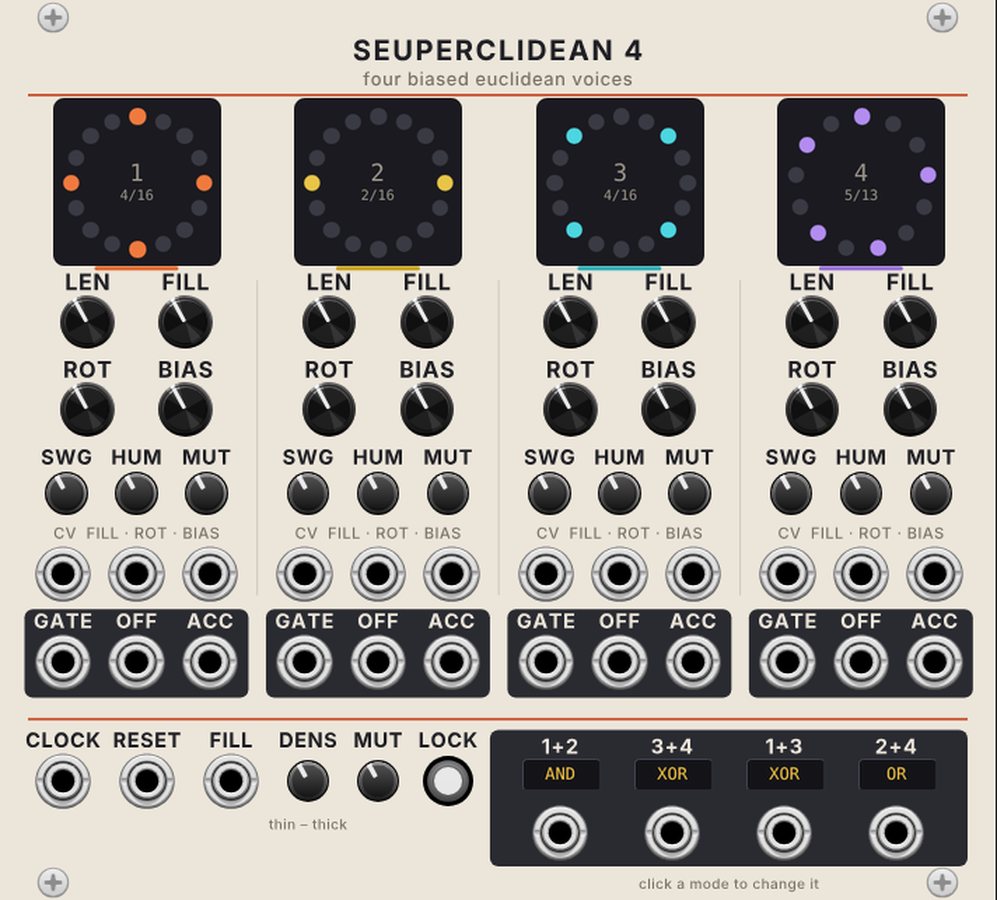 SEUPERCLIDEAN 4
four biased euclidean voices
1
4/16
2
2/16
3
4/16
4
5/13
LEN FILL LEN FILL LEN FILL LEN FILL
ROT BIAS ROT BIAS ROT BIAS ROT BIAS
SWG HUM MUT SWG HUM MUT SWG HUM MUT SWG HUM MUT
CV FILL · ROT · BIAS CV FILL · ROT · BIAS CV FILL · ROT · BIAS CV FILL · ROT · BIAS
GATE OFF ACC GATE OFF ACC GATE OFF ACC GATE OFF ACC
CLOCK RESET FILL DENS MUT LOCK
thin – thick
1+2 3+4 1+3 2+4
AND XOR XOR OR
click a mode to change it